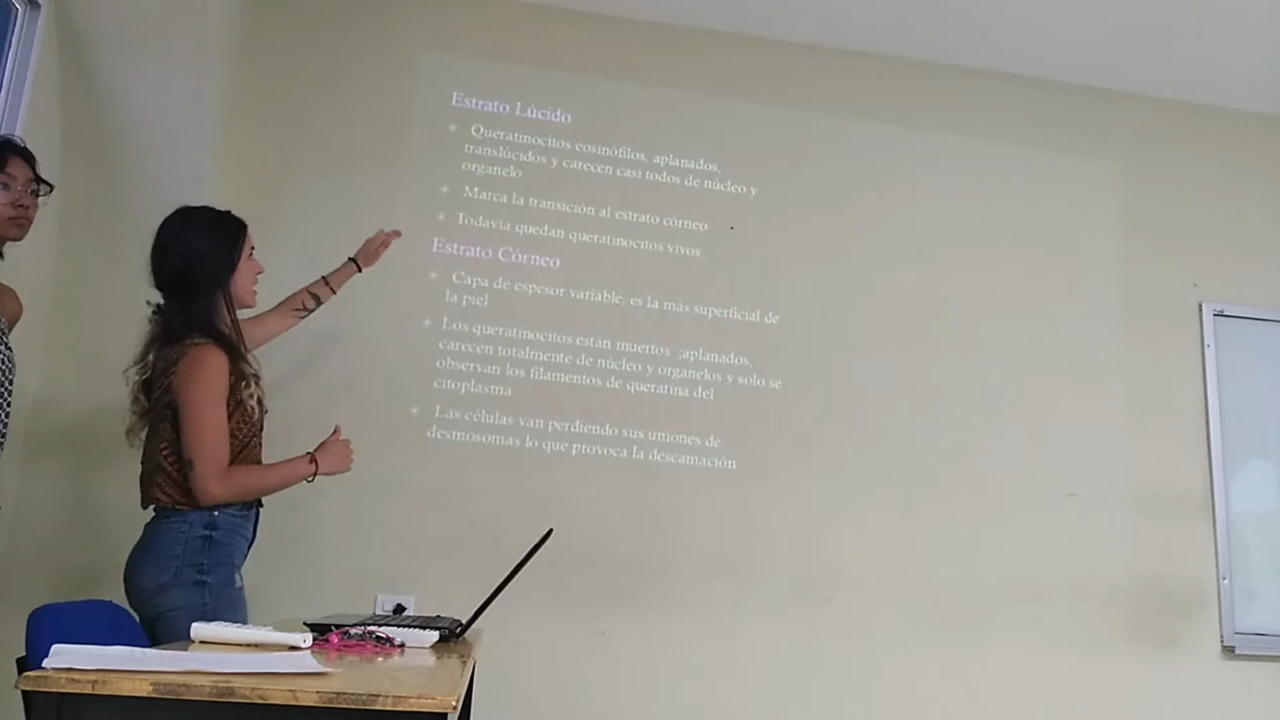 Estrato Lúcido
Queratinocitos eosinófilos, aplanados,
translúcidos y carecen casi todos de núcleo y
organelo
Marca la transición al estrato córneo
Todavía quedan queratinocitos vivos
Estrato Córneo
Capa de espesor variable, es la más superficial de
la piel
Los queratinocitos están muertos ;aplanados,
carecen totalmente de núcleo y organelos y solo se
observan los filamentos de queratina del
citoplasma
Las células van perdiendo sus uniones de
desmosomas lo que provoca la descamación